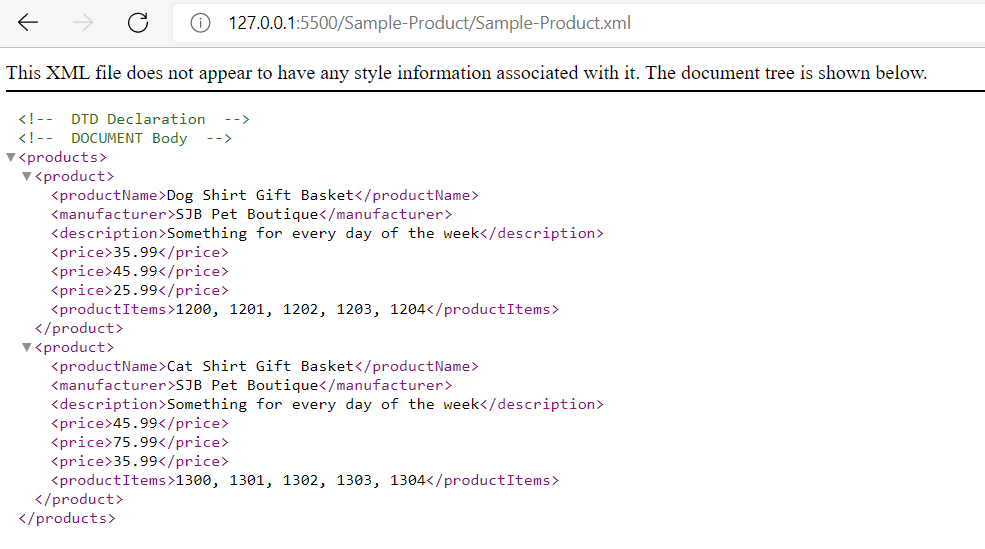 127.0.0.1:5500/Sample-Product/Sample-Product.xml
This XML file does not appear to have any style information associated with it. The document tree is shown below.
<!-- DTD Declaration -->
<!-- DOCUMENT Body -->
<products>
<product>
<productName>Dog Shirt Gift Basket</productName>
<manufacturer>SJB Pet Boutique</manufacturer>
<description>Something for every day of the week</description>
<price>35.99</price>
<price>45.99</price>
<price>25.99</price>
<productItems>1200, 1201, 1202, 1203, 1204</productItems>
</product>
<product>
<productName>Cat Shirt Gift Basket</productName>
<manufacturer>SJB Pet Boutique</manufacturer>
<description>Something for every day of the week</description>
<price>45.99</price>
<price>75.99</price>
<price>35.99</price>
<productItems>1300, 1301, 1302, 1303, 1304</productItems>
</product>
</products>